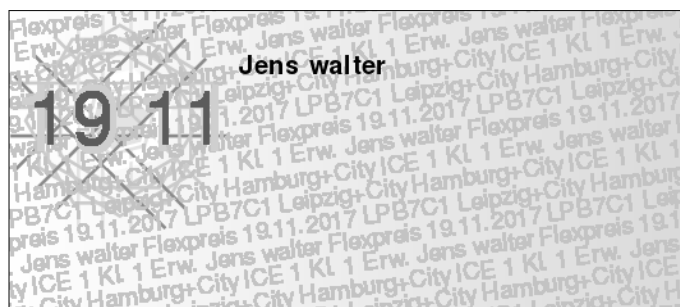 Jens walter
19 11
Flexpreis 19.11.2017 LPB7C1 Leipzig+City Hamburg+City ICE 1 Kl. 1 Erw. Jens walter